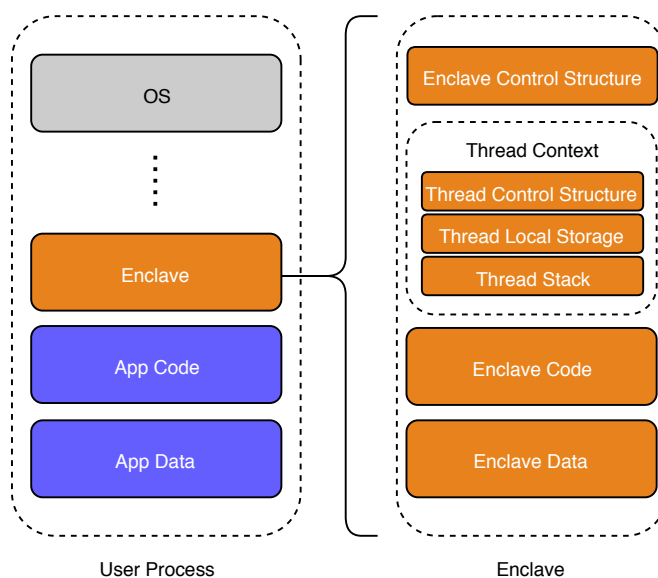 OS
Enclave
App Code
App Data
User Process
Enclave Control Structure
Thread Context
Thread Control Structure
Thread Local Storage
Thread Stack
Enclave Code
Enclave Data
Enclave